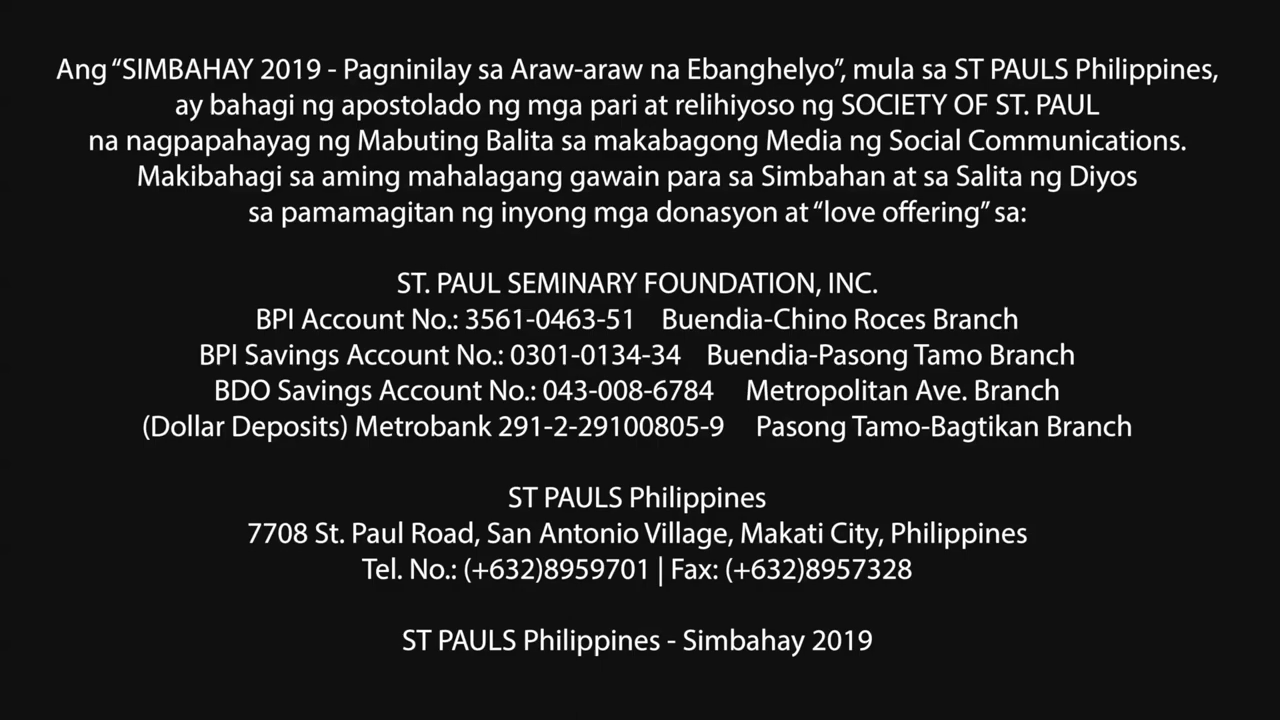 Ang “SIMBAHAY 2019 - Pagninilay sa Araw-araw na Ebanghelyo”, mula sa ST PAULS Philippines,
ay bahagi ng apostolado ng mga pari at relihiyoso ng SOCIETY OF ST. PAUL
na nagpapahayag ng Mabuting Balita sa makabagong Media ng Social Communications.
Makibahagi sa aming mahalagang gawain para sa Simbahan at sa Salita ng Diyos
sa pamamagitan ng inyong mga donasyon at “love offering” sa:
ST. PAUL SEMINARY FOUNDATION, INC.
BPI Account No.: 3561-0463-51 Buendia-Chino Roces Branch
BPI Savings Account No.: 0301-0134-34 Buendia-Pasong Tamo Branch
BDO Savings Account No.: 043-008-6784 Metropolitan Ave. Branch
(Dollar Deposits) Metrobank 291-2-29100805-9 Pasong Tamo-Bagtikan Branch
ST PAULS Philippines
7708 St. Paul Road, San Antonio Village, Makati City, Philippines
Tel. No.: (+632)8959701 | Fax: (+632)8957328
ST PAULS Philippines - Simbahay 2019